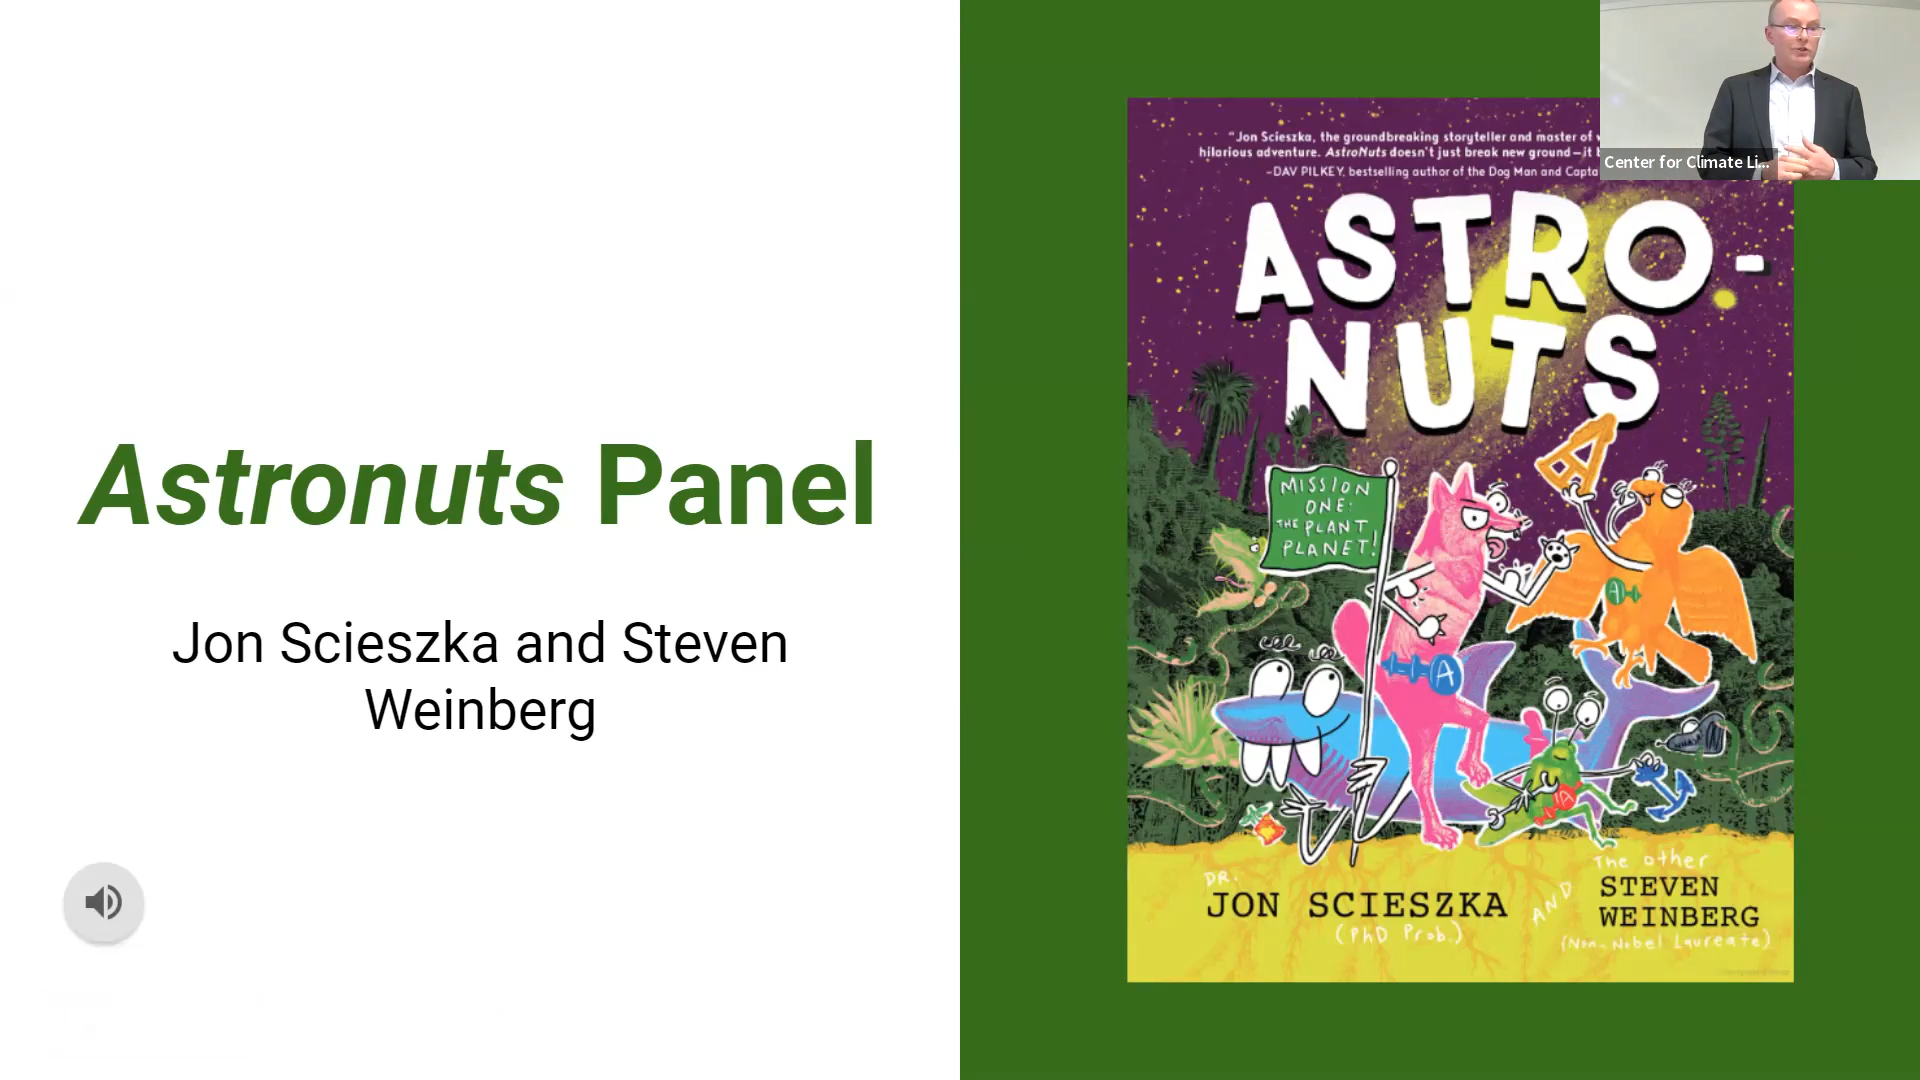 Astronuts Panel
Jon Scieszka and Steven
Weinberg
"Jon Scieszka, the groundbreaking storyteller and master of
hilarious adventure. AstroNuts doesn't just break new ground—it
–DAV PILKEY, bestselling author of the Dog Man and
ASTRO-
NUTS
MISSION
ONE:
THE PLANT
PLANET!
A
A
A
DR.
JON SCIESZKA
(PhD Prob.)
AND
The other
STEVEN
WEINBERG
(Non-Nobel Laureate)
Center for Climate Li...